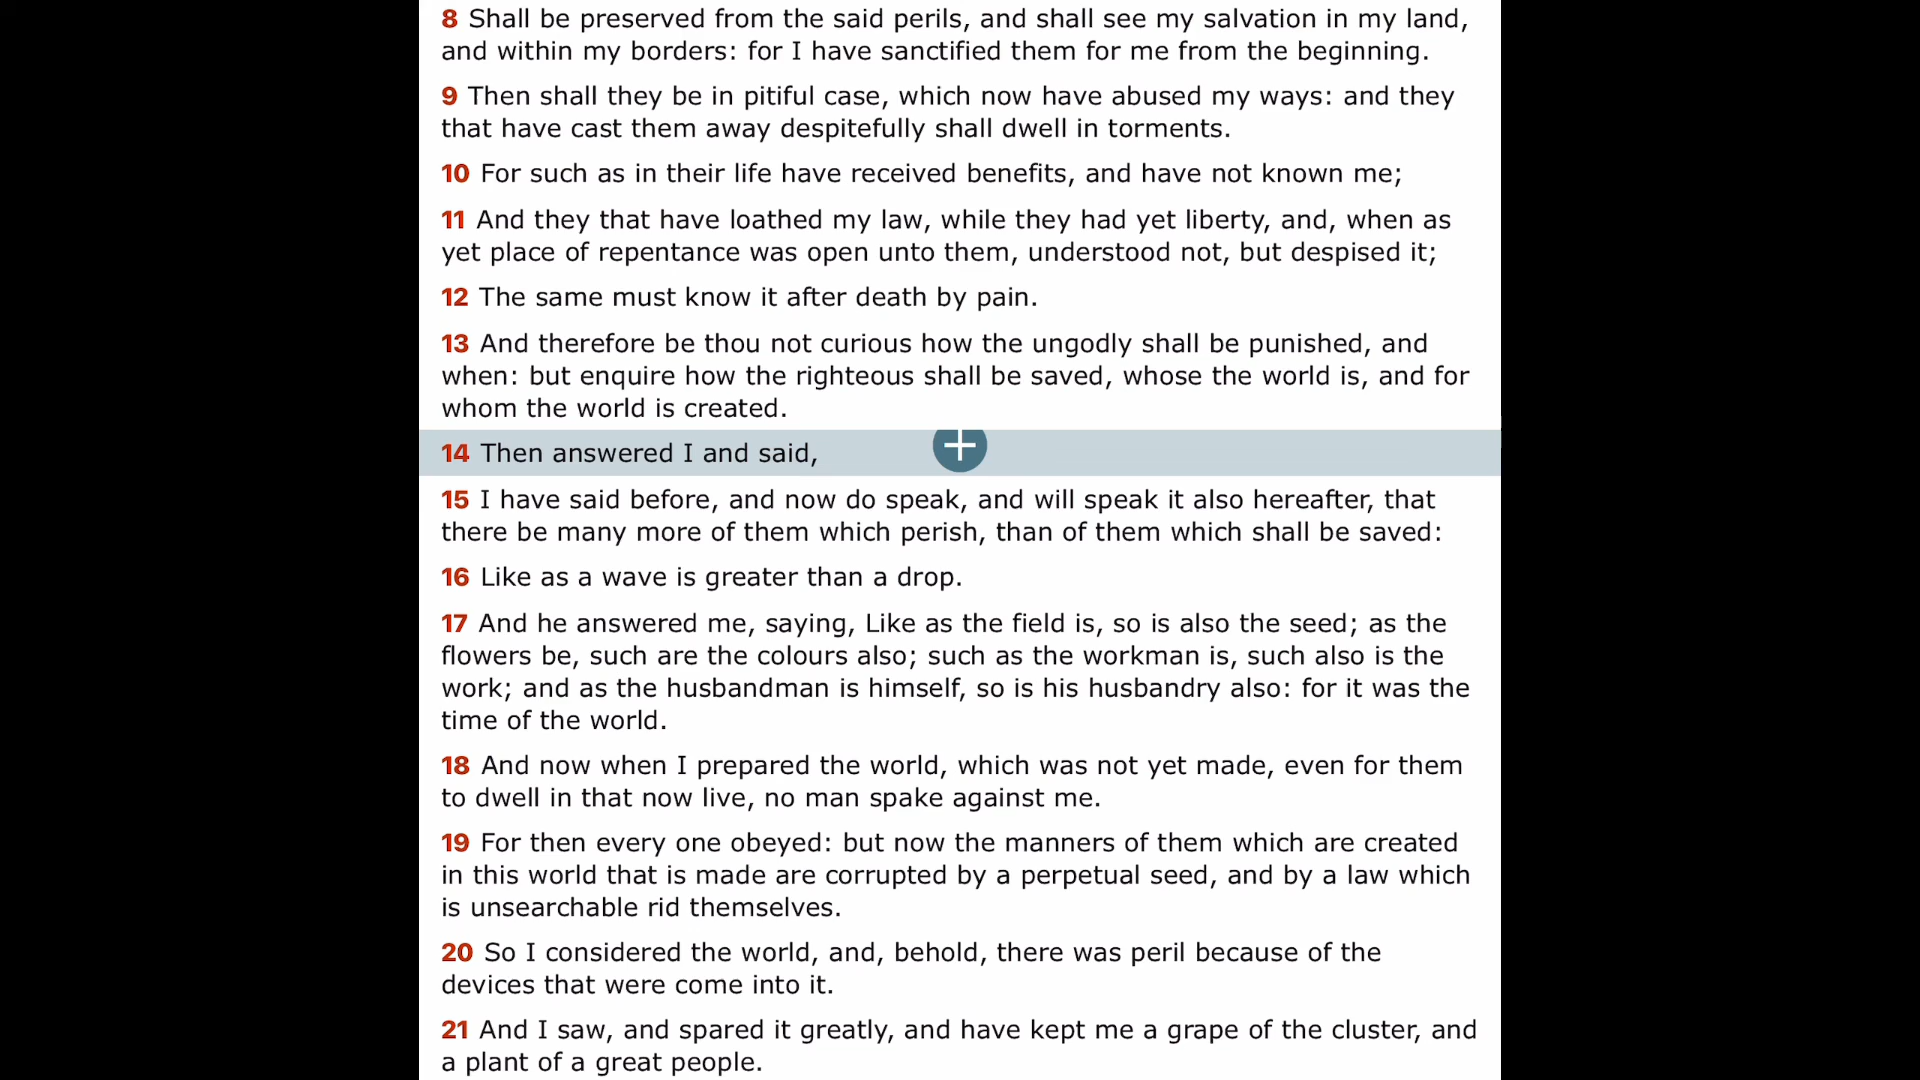 8 Shall be preserved from the said perils, and shall see my salvation in my land,
and within my borders: for I have sanctified them for me from the beginning.
9 Then shall they be in pitiful case, which now have abused my ways: and they
that have cast them away despitefully shall dwell in torments.
10 For such as in their life have received benefits, and have not known me;
11 And they that have loathed my law, while they had yet liberty, and, when as
yet place of repentance was open unto them, understood not, but despised it;
12 The same must know it after death by pain.
13 And therefore be thou not curious how the ungodly shall be punished, and
when: but enquire how the righteous shall be saved, whose the world is, and for
whom the world is created.
14 Then answered I and said,
15 I have said before, and now do speak, and will speak it also hereafter, that
there be many more of them which perish, than of them which shall be saved:
16 Like as a wave is greater than a drop.
17 And he answered me, saying, Like as the field is, so is also the seed; as the
flowers be, such are the colours also; such as the workman is, such also is the
work; and as the husbandman is himself, so is his husbandry also: for it was the
time of the world.
18 And now when I prepared the world, which was not yet made, even for them
to dwell in that now live, no man spake against me.
19 For then every one obeyed: but now the manners of them which are created
in this world that is made are corrupted by a perpetual seed, and by a law which
is unsearchable rid themselves.
20 So I considered the world, and, behold, there was peril because of the
devices that were come into it.
21 And I saw, and spared it greatly, and have kept me a grape of the cluster, and
a plant of a great people.